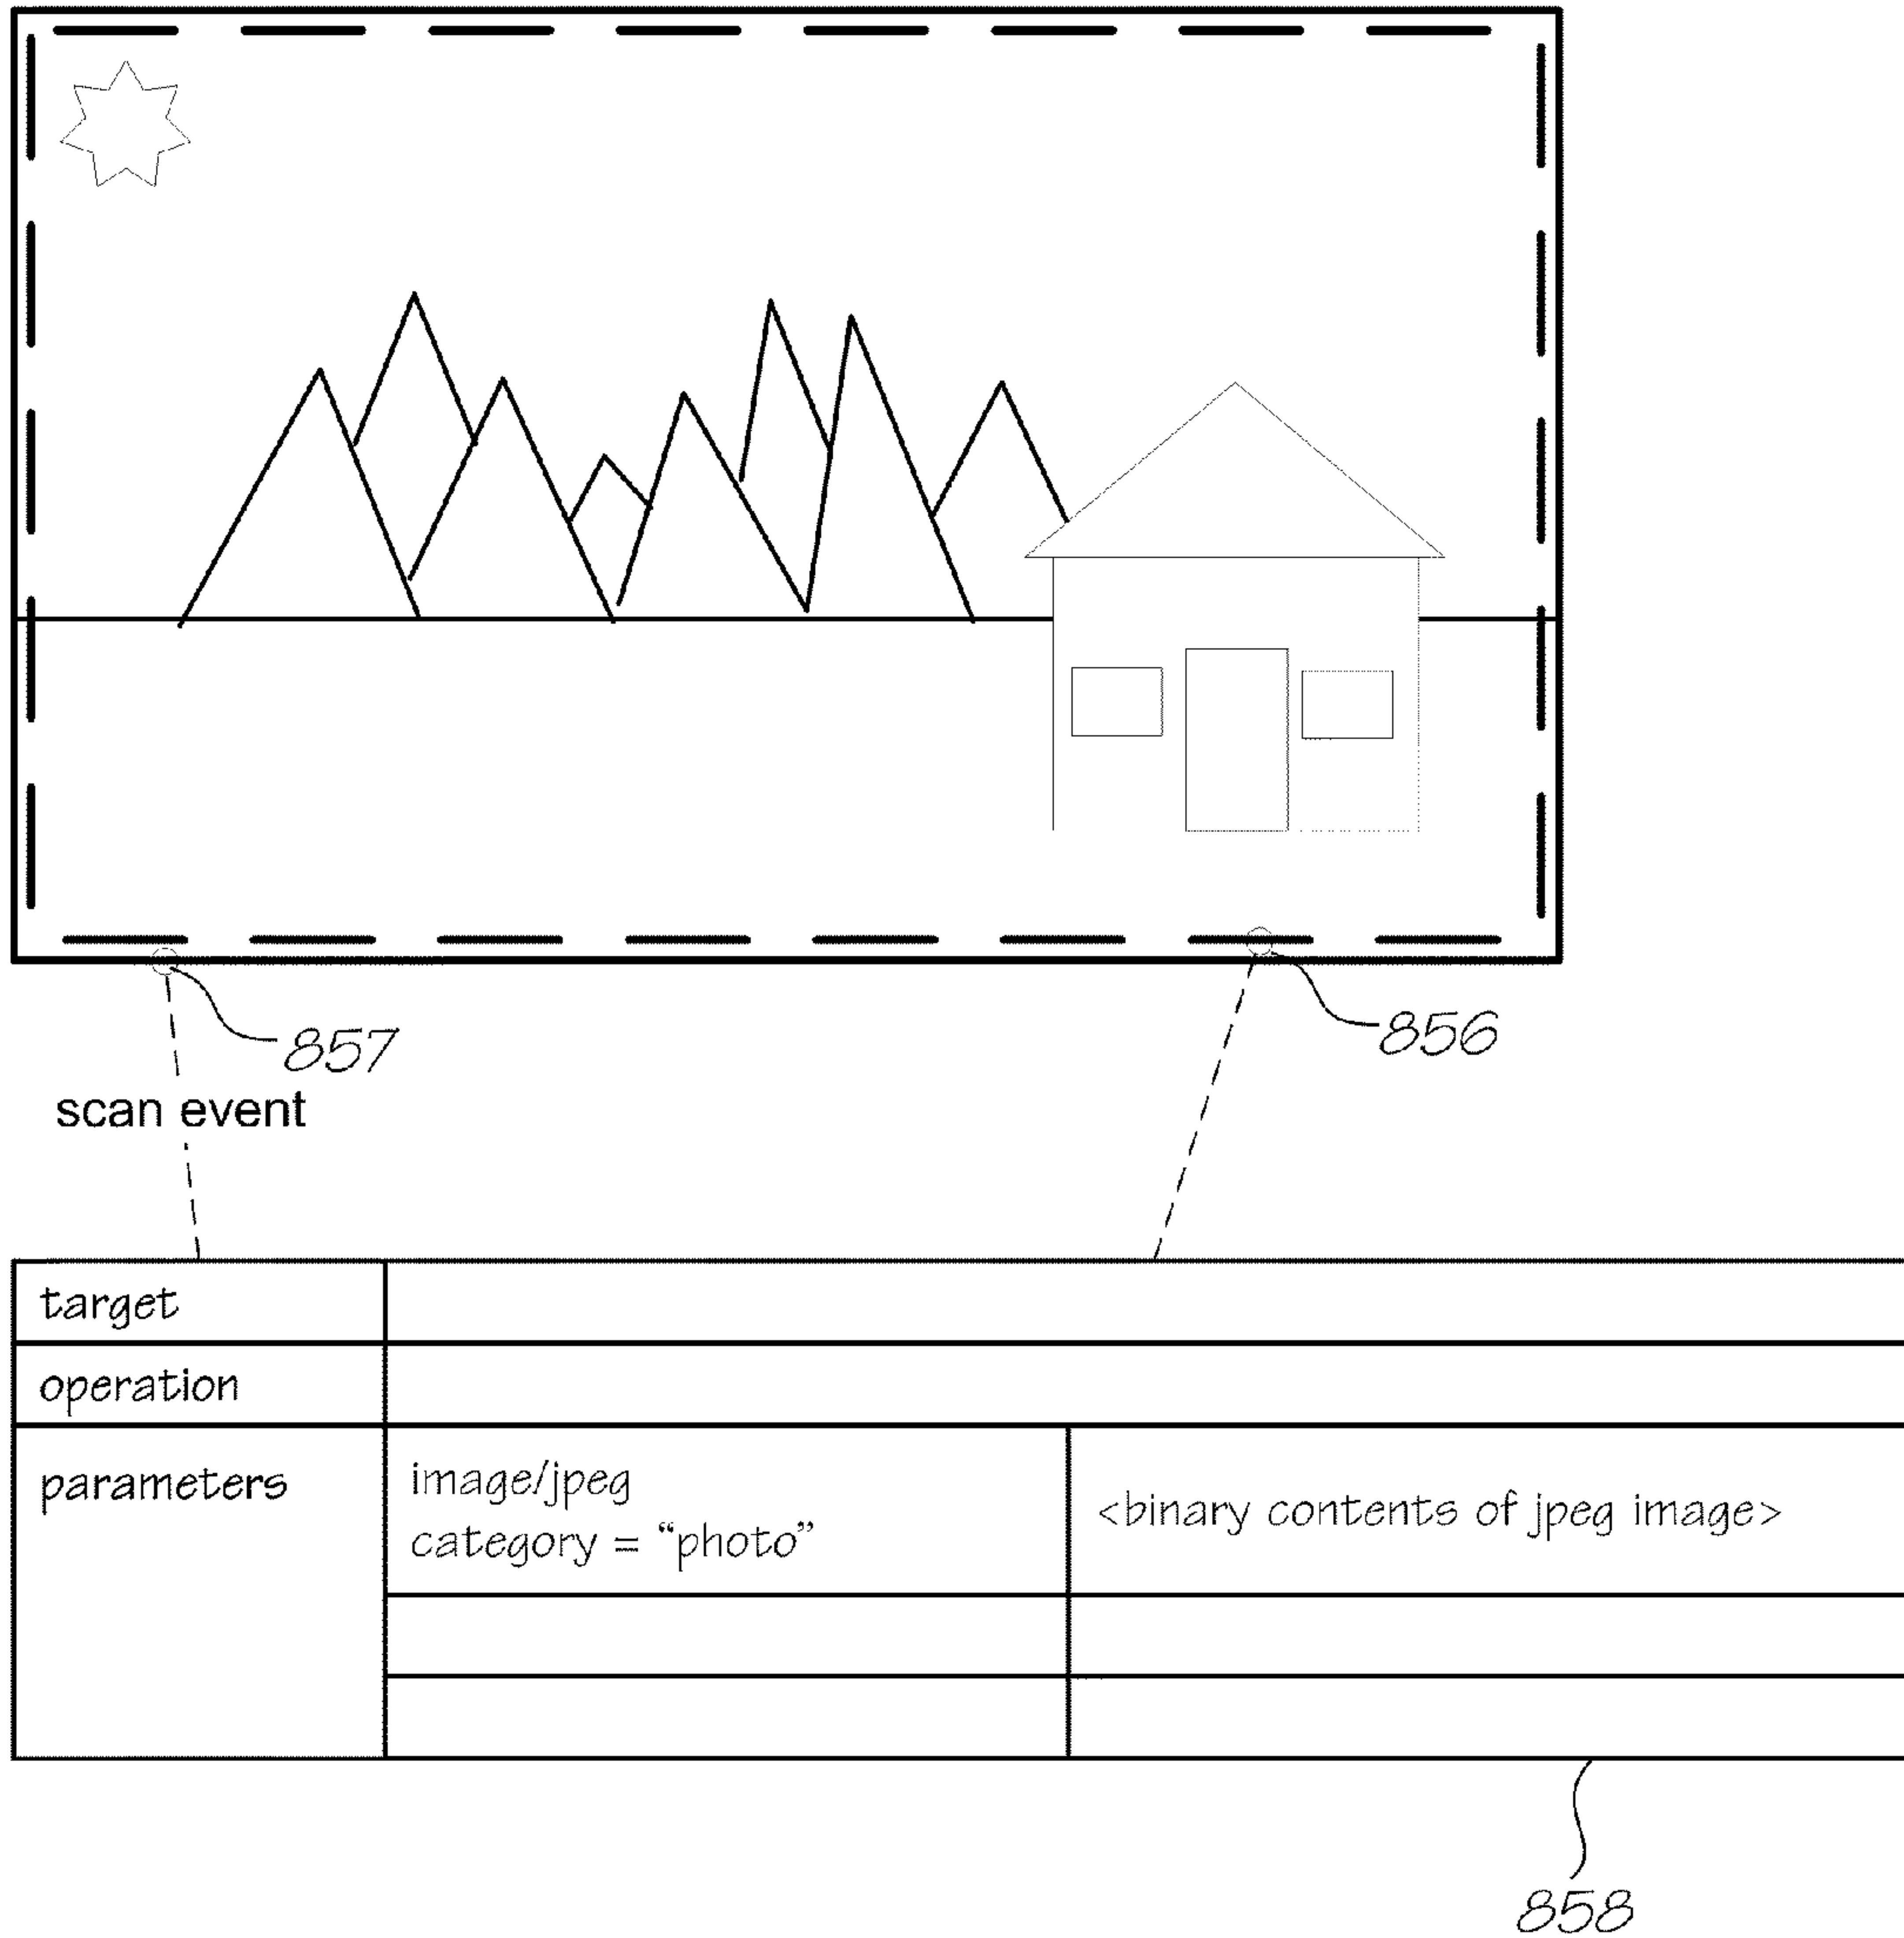 857
856
scan event
target
operation
parameters
image/jpeg
category = “photo”
<binary contents of jpeg image>
858